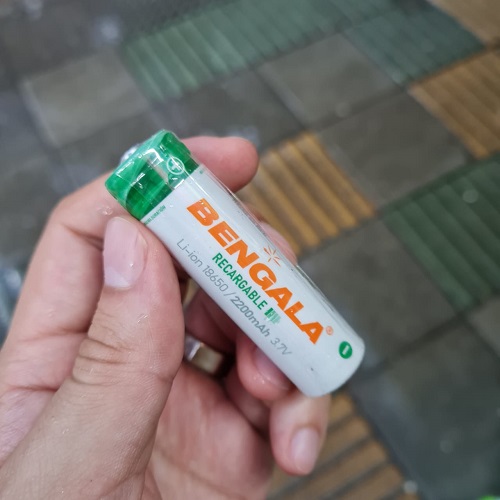 BENGALA®
RECARGABLE
Li-ion 18650 / 2200mAh 3.7V